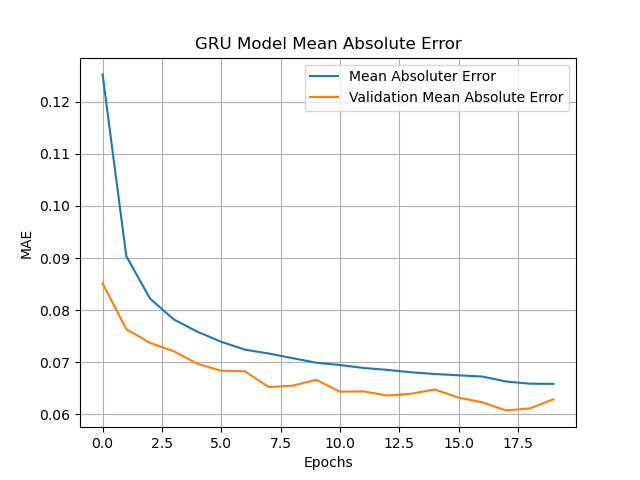 GRU Model Mean Absolute Error
Mean Absoluter Error
Validation Mean Absolute Error
0.12
0.11
0.10
0.09
0.08
0.07
0.06
MAE
0.0 2.5 5.0 7.5 10.0 12.5 15.0 17.5
Epochs